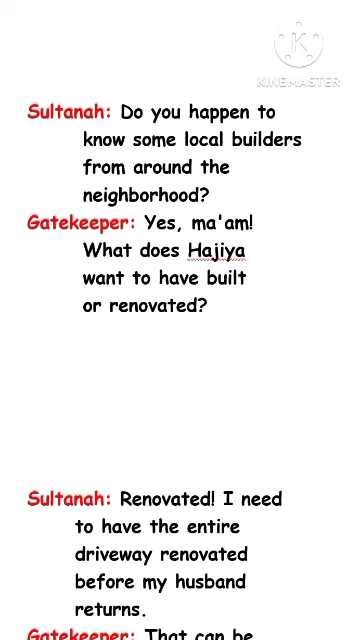 K
KINEMASTER
Sultanah: Do you happen to
know some local builders
from around the
neighborhood?
Gatekeeper: Yes, ma'am!
What does Hajiya
want to have built
or renovated?
Sultanah: Renovated! I need
to have the entire
driveway renovated
before my husband
returns.
Gatekeeper: That can be